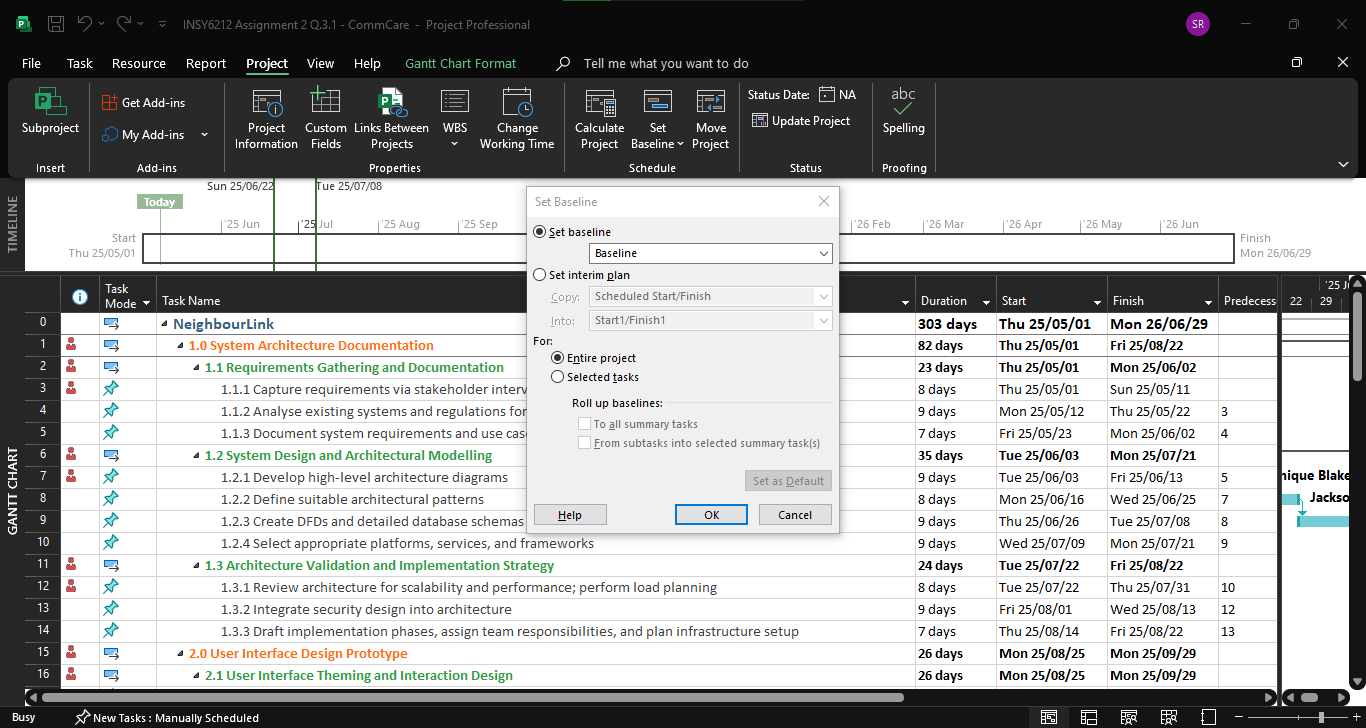 INSY6212 Assignment 2 Q.3.1 - CommCare - Project Professional
SR
File Task Resource Report Project View Help Gantt Chart Format Tell me what you want to do
Subproject
Insert
Get Add-ins
My Add-ins
Add-ins
Project Information
Custom Fields
Links Between Projects
WBS
Change Working Time
Properties
Calculate Project
Set Baseline
Move Project
Schedule
Status Date: NA
Update Project
Status
abc
Spelling
Proofing
TIMELINE
Sun 25/06/22 Tue 25/07/08
Today
'25 Jun '25 Jul '25 Aug '25 Sep '26 Feb '26 Mar '26 Apr '26 May '26 Jun
Start
Thu 25/05/01
Finish
Mon 26/06/29
Set Baseline
Set baseline
Baseline
Set interim plan
Copy: Scheduled Start/Finish
Into: Start1/Finish1
For:
Entire project
Selected tasks
Roll up baselines:
To all summary tasks
From subtasks into selected summary task(s)
Set as Default
Help OK Cancel
GANTT CHART
Task Mode Task Name Duration Start Finish Predecess
22 29
0 NeighbourLink 303 days Thu 25/05/01 Mon 26/06/29
1 1.0 System Architecture Documentation 82 days Thu 25/05/01 Fri 25/08/22
2 1.1 Requirements Gathering and Documentation 23 days Thu 25/05/01 Mon 25/06/02
3 1.1.1 Capture requirements via stakeholder interv 8 days Thu 25/05/01 Sun 25/05/11
4 1.1.2 Analyse existing systems and regulations for 9 days Mon 25/05/12 Thu 25/05/22 3
5 1.1.3 Document system requirements and use cas 7 days Fri 25/05/23 Mon 25/06/02 4
6 1.2 System Design and Architectural Modelling 35 days Tue 25/06/03 Mon 25/07/21
7 1.2.1 Develop high-level architecture diagrams 9 days Tue 25/06/03 Fri 25/06/13 5 nique Blake
8 1.2.2 Define suitable architectural patterns 8 days Mon 25/06/16 Wed 25/06/25 7 Jackso
9 1.2.3 Create DFDs and detailed database schemas 9 days Thu 25/06/26 Tue 25/07/08 8
10 1.2.4 Select appropriate platforms, services, and frameworks 9 days Wed 25/07/09 Mon 25/07/21 9
11 1.3 Architecture Validation and Implementation Strategy 24 days Tue 25/07/22 Fri 25/08/22
12 1.3.1 Review architecture for scalability and performance; perform load planning 8 days Tue 25/07/22 Thu 25/07/31 10
13 1.3.2 Integrate security design into architecture 9 days Fri 25/08/01 Wed 25/08/13 12
14 1.3.3 Draft implementation phases, assign team responsibilities, and plan infrastructure setup 7 days Thu 25/08/14 Fri 25/08/22 13
15 2.0 User Interface Design Prototype 26 days Mon 25/08/25 Mon 25/09/29
16 2.1 User Interface Theming and Interaction Design 26 days Mon 25/08/25 Mon 25/09/29
Busy New Tasks : Manually Scheduled